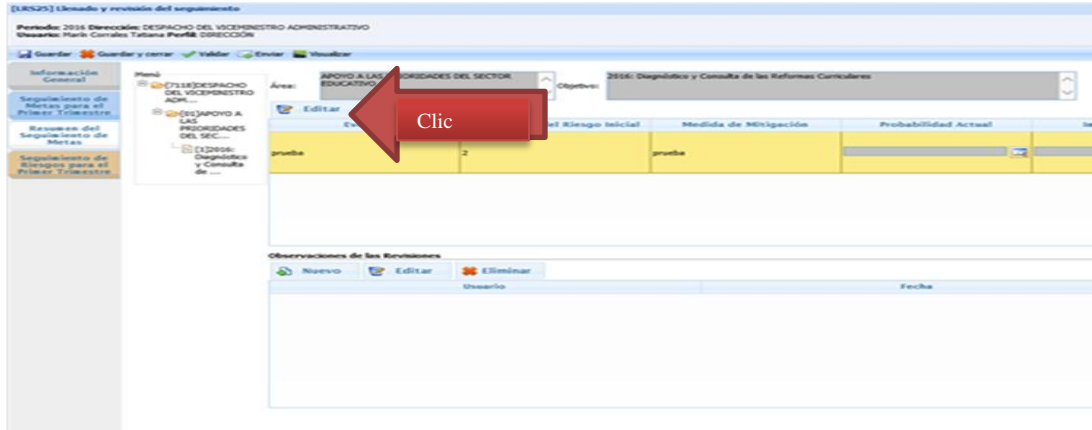 [LRS25] Llenado y revisión del seguimiento
Periodo: 2016 Dirección: DESPACHO DEL VICEMINISTRO ADMINISTRATIVO
Usuario: Marín Corrales Tatiana Perfil: DIRECCIÓN
Guardar Guardar y cerrar Validar Enviar Visualizar
Información
General
Seguimiento de
Metas para el
Primer Trimestre
Resumen del
Seguimiento de
Metas
Seguimiento de
Riesgos para el
Primer Trimestre
Menú
[7118]DESPACHO
DEL VICEMINISTRO
ADM....
[01]APOYO A
LAS
PRIORIDADES
DEL SEC....
[1]2016:
Diagnóstico
y Consulta
de ....
Área:
APOYO A LAS PRIORIDADES DEL SECTOR
EDUCATIVO
Objetivo:
2016: Diagnóstico y Consulta de las Reformas Curriculares
Editar
Clic
del Riesgo Inicial Medida de Mitigación Probabilidad Actual
prueba 2 prueba
Observaciones de las Revisiones
Nuevo Editar Eliminar
Usuario Fecha